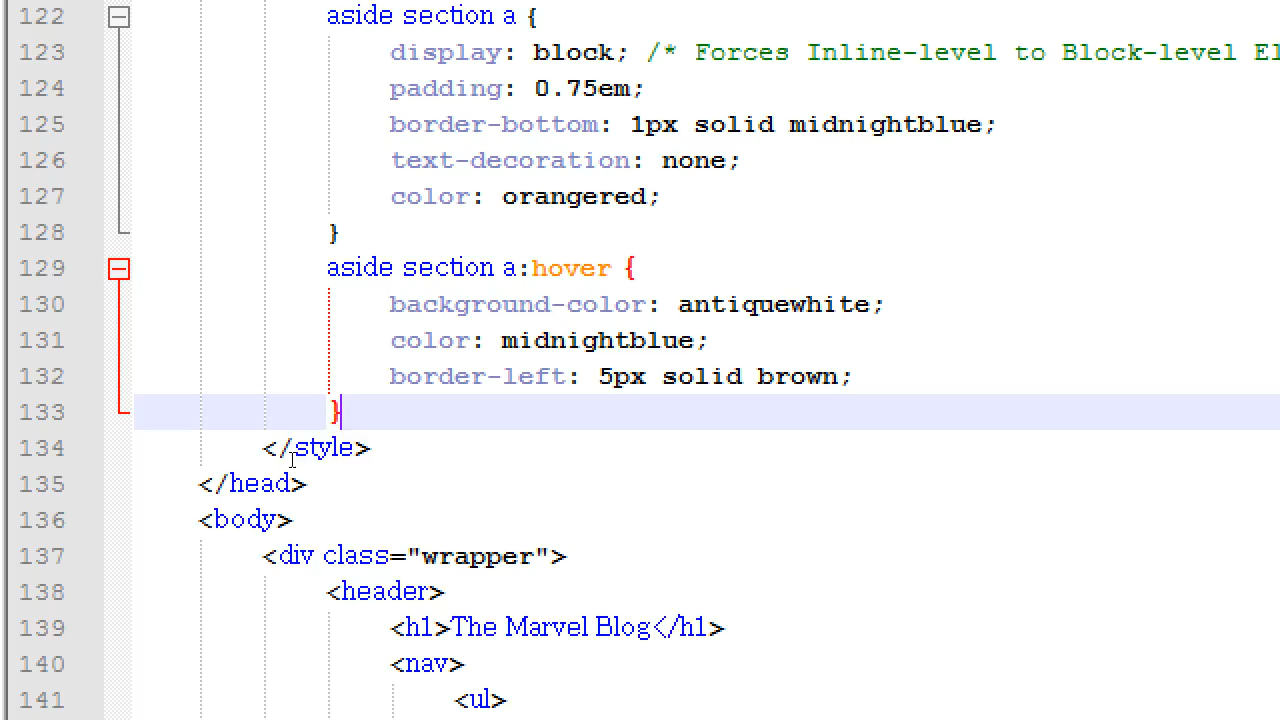 122 aside section a {
123 display: block; /* Forces Inline-level to Block-level
124 padding: 0.75em;
125 border-bottom: 1px solid midnightblue;
126 text-decoration: none;
127 color: orangered;
128 }
129 aside section a:hover {
130 background-color: antiquewhite;
131 color: midnightblue;
132 border-left: 5px solid brown;
133 }
134 </style>
135 </head>
136 <body>
137 <div class="wrapper">
138 <header>
139 <h1>The Marvel Blog</h1>
140 <nav>
141 <ul>